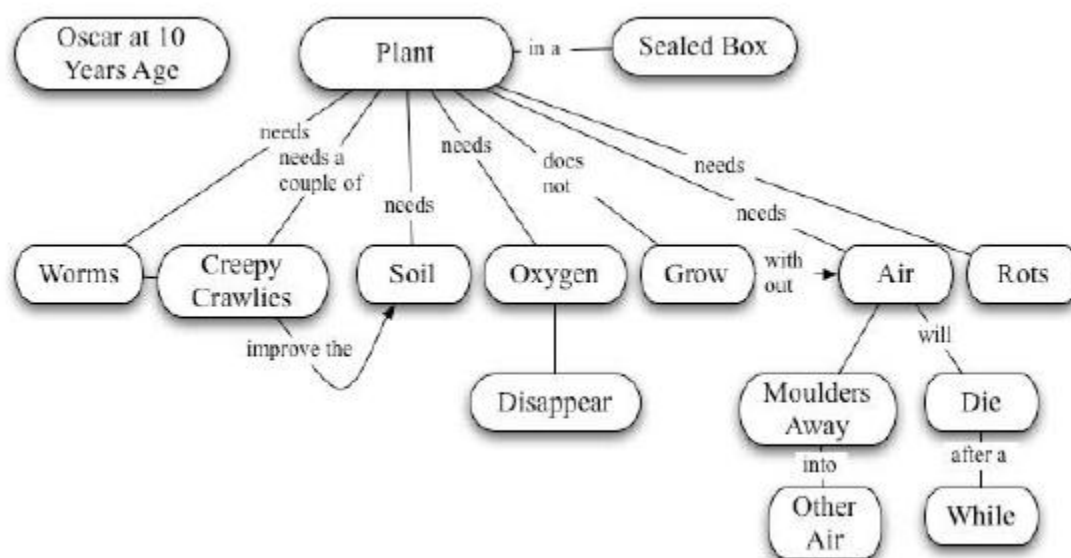 Oscar at 10
Years Age
Plant
in a
Sealed Box
needs
needs a
couple of
needs
needs
does
not
needs
needs
Worms
Creepy
Crawlies
Soil
Oxygen
Grow
with
out
Air
Rots
improve the
will
Disappear
Moulders
Away
Die
into
after a
Other
Air
While